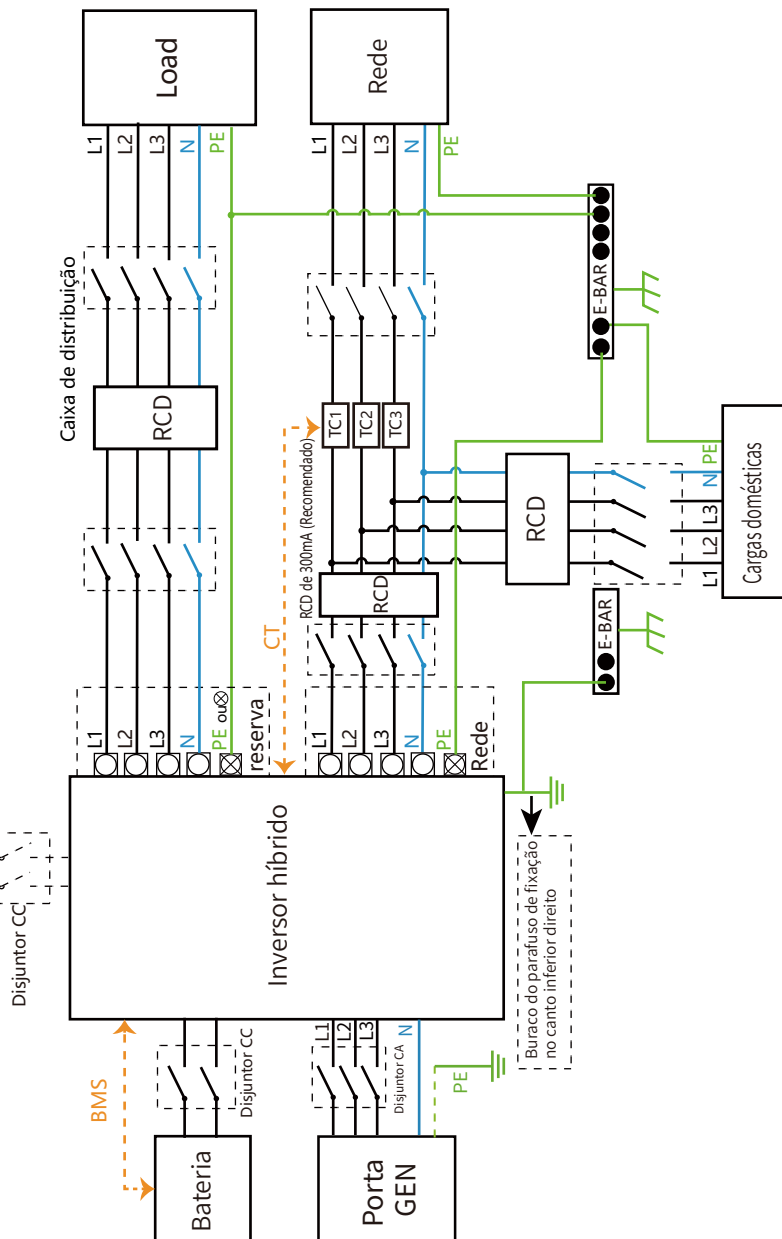 Load
Rede
L1
L2
L3
N
PE
L1
L2
L3
N
PE
Caixa de distribuição
RCD
E-BAR
TC1
TC2
TC3
RCD de 300mA (Recomendado)
CT
RCD
RCD
L1
L2
L3
N
PE
Cargas domésticas
E-BAR
L1
L2
L3
N
PE
ou
reserva
L1
L2
L3
N
PE
Rede
Disjuntor CC
Inversor híbrido
Buraco do parafuso de fixação
no canto inferior direito
BMS
Disjuntor CC
Bateria
L1
L2
L3
N
Disjuntor CA
PE
Porta
GEN